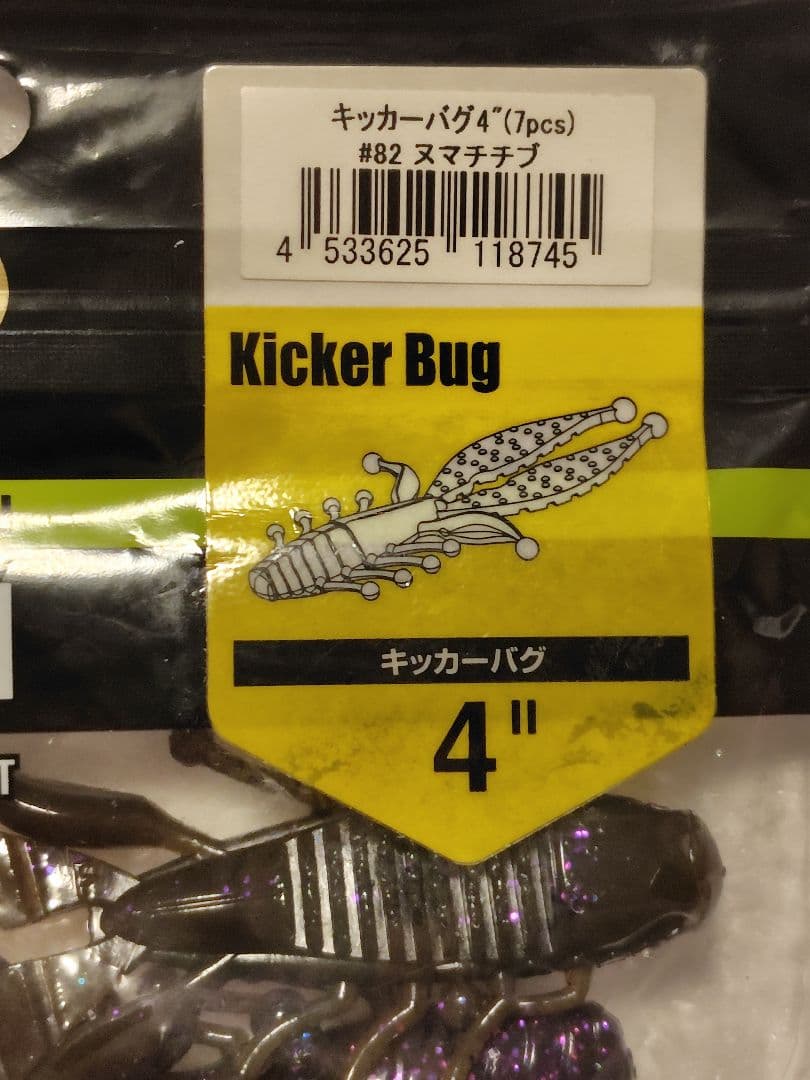 キッカーバグ4"(7pcs)
#82 ヌマチチブ
4 533625 118745
Kicker Bug
キッカーバグ
4"
T